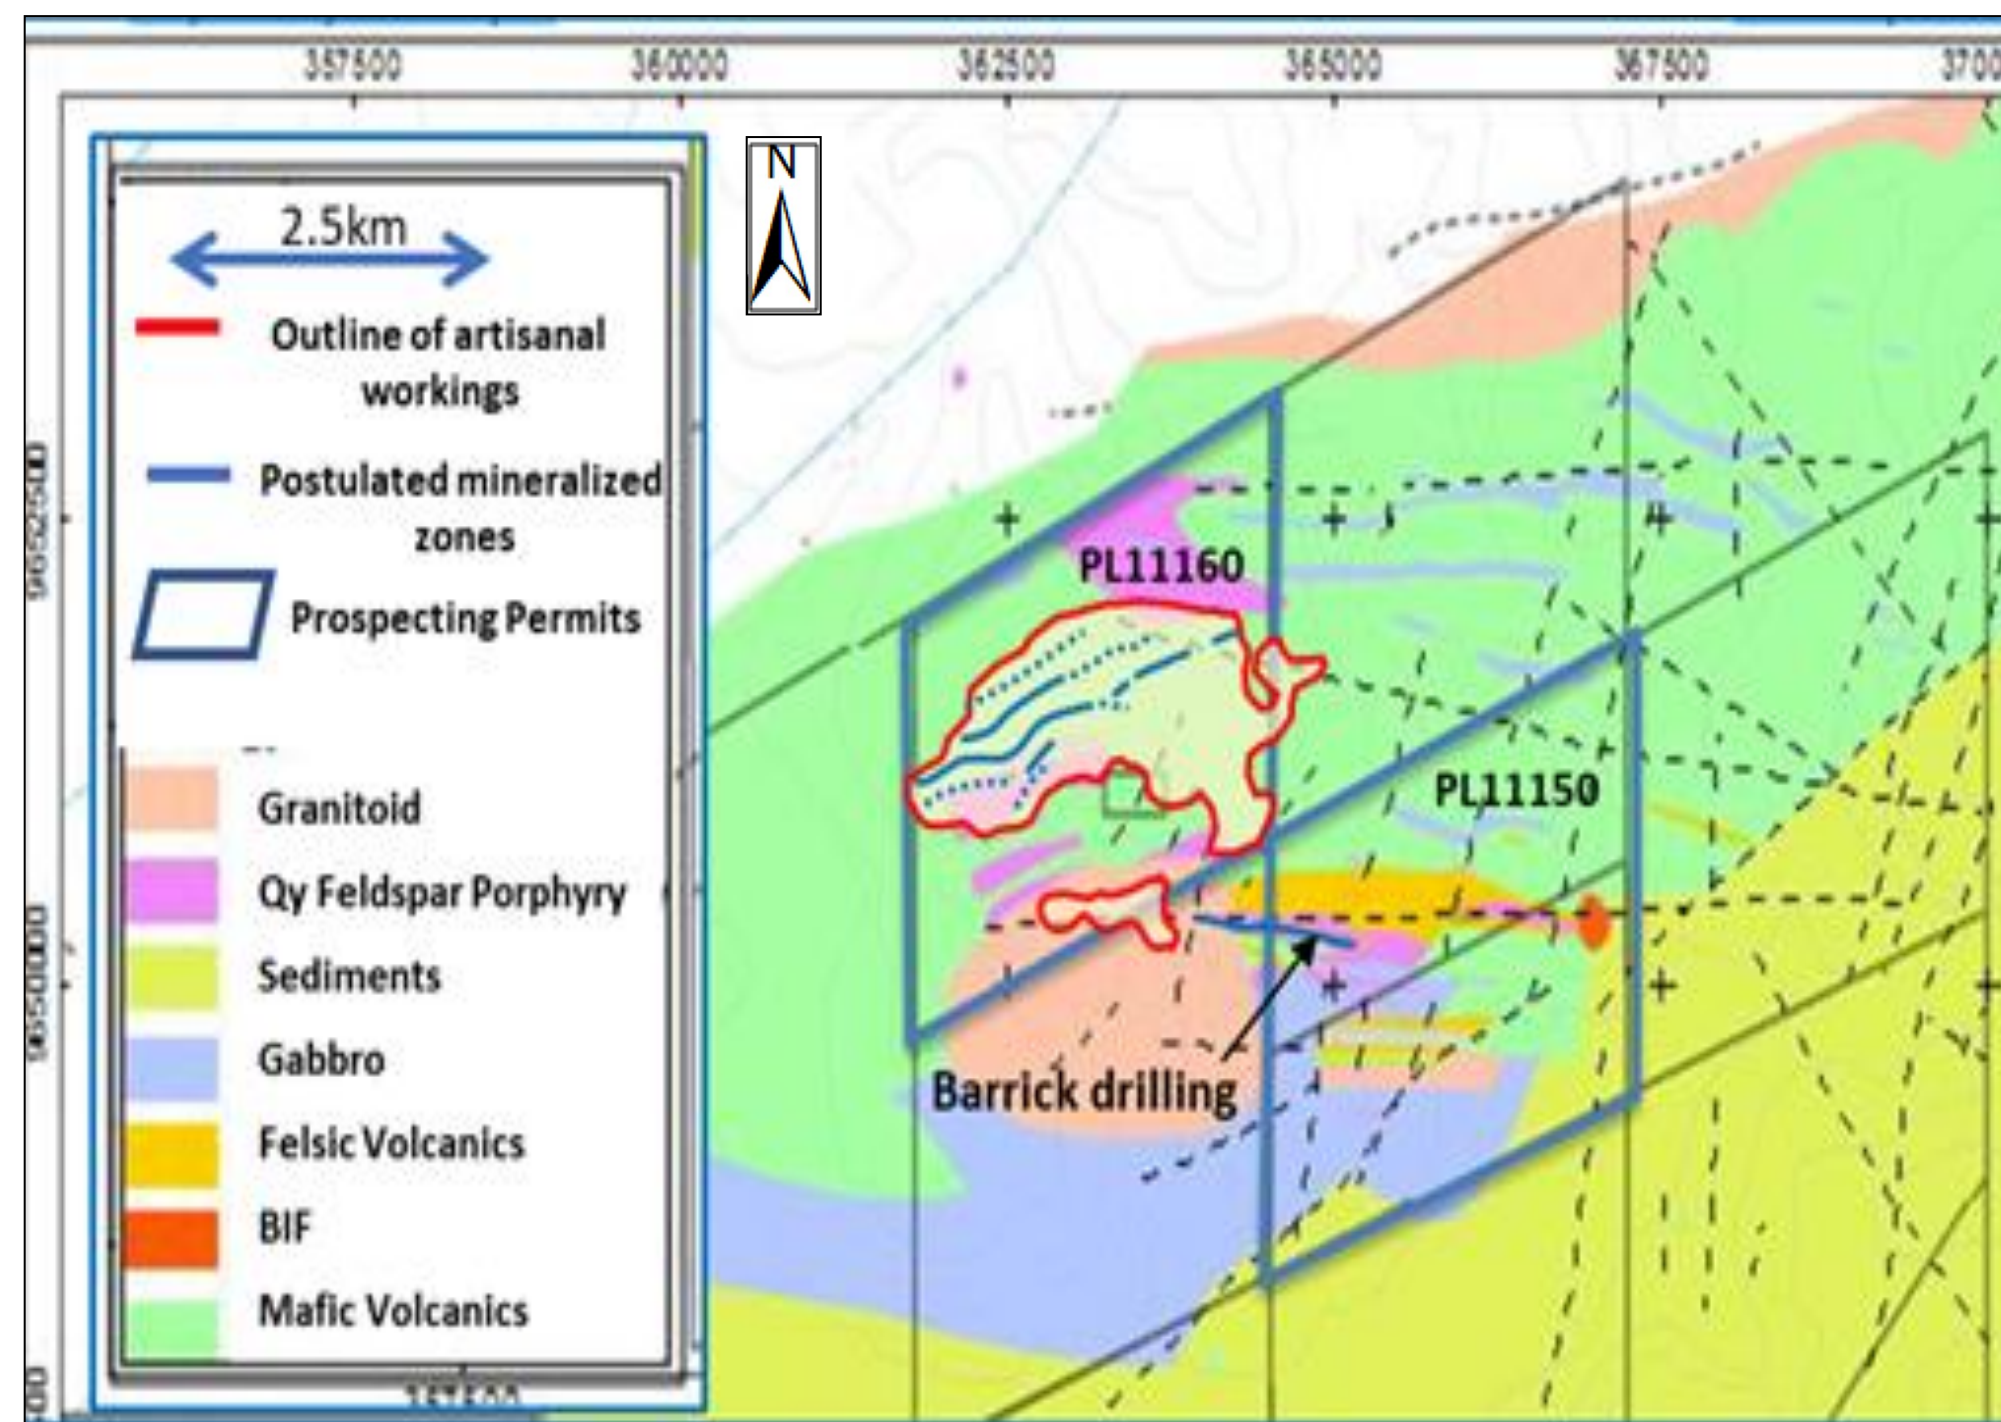 357500 360000 362500 365000 367500
N
2.5km
Outline of artisanal
workings
Postulated mineralized
zones
Prospecting Permits
Granitoid
Qy Feldspar Porphyry
Sediments
Gabbro
Felsic Volcanics
BIF
Mafic Volcanics
9652500
9650000
PL11160
PL11150
Barrick drilling